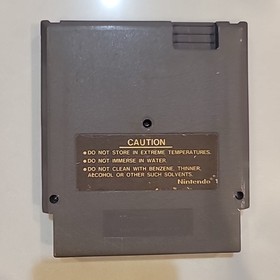 CAUTION
• DO NOT STORE IN EXTREME TEMPERATURES.
• DO NOT IMMERSE IN WATER.
• DO NOT CLEAN WITH BENZENE, THINNER,
ALCOHOL OR OTHER SUCH SOLVENTS.
Nintendo